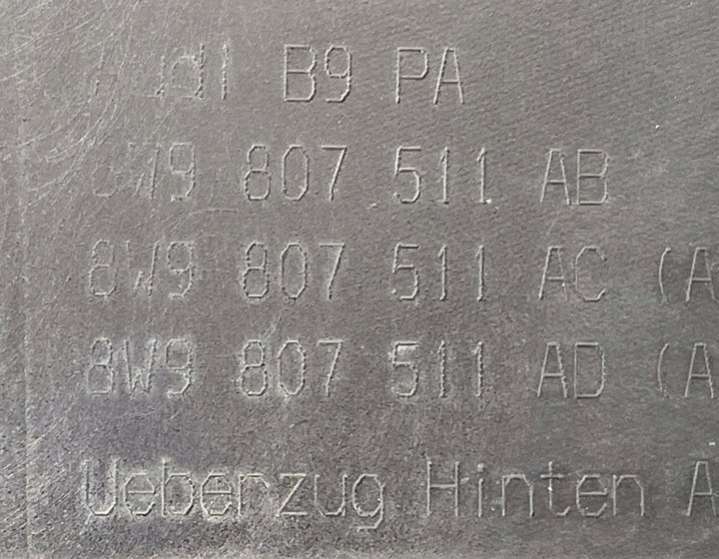 Audi B9 PA
8W9 807 511 AB
8W9 807 511 AC (A
8W9 807 511 AD (A
Ueberzug Hinten A